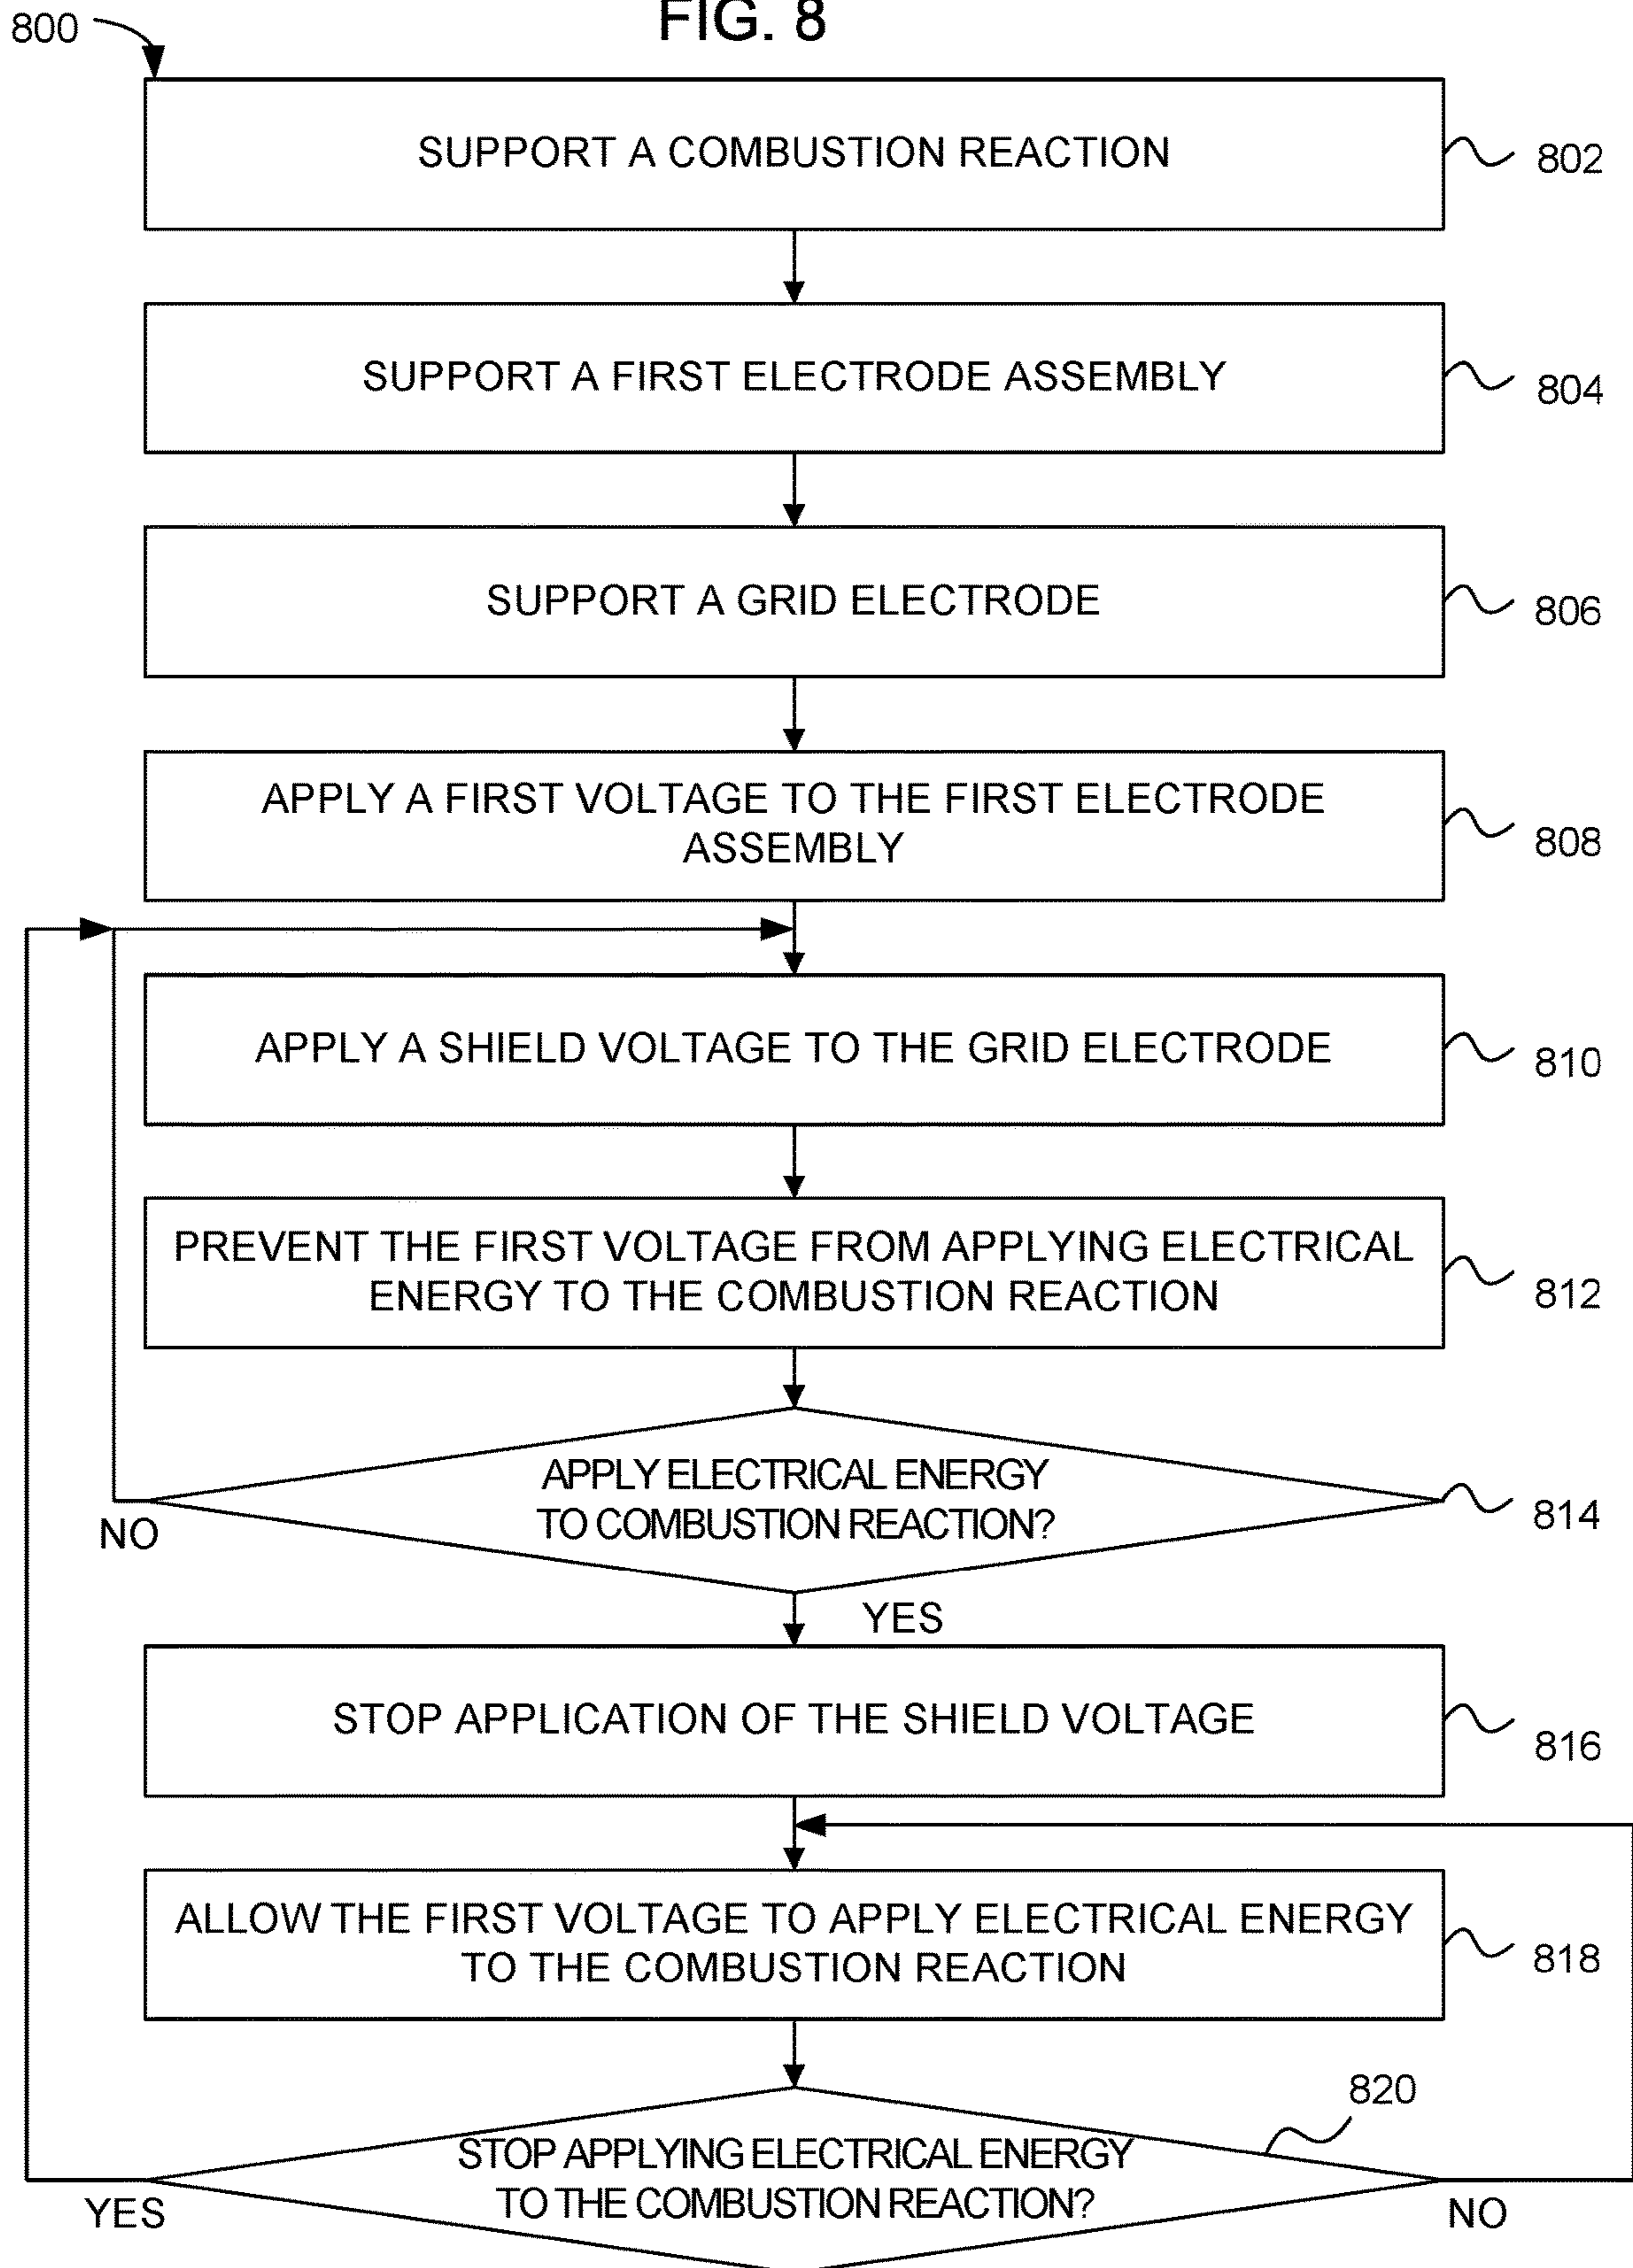 FIG. 8
800
SUPPORT A COMBUSTION REACTION
802
SUPPORT A FIRST ELECTRODE ASSEMBLY
804
SUPPORT A GRID ELECTRODE
806
APPLY A FIRST VOLTAGE TO THE FIRST ELECTRODE
ASSEMBLY
808
APPLY A SHIELD VOLTAGE TO THE GRID ELECTRODE
810
PREVENT THE FIRST VOLTAGE FROM APPLYING ELECTRICAL
ENERGY TO THE COMBUSTION REACTION
812
APPLY ELECTRICAL ENERGY
TO COMBUSTION REACTION?
814
NO
YES
STOP APPLICATION OF THE SHIELD VOLTAGE
816
ALLOW THE FIRST VOLTAGE TO APPLY ELECTRICAL ENERGY
TO THE COMBUSTION REACTION
818
820
STOP APPLYING ELECTRICAL ENERGY
TO THE COMBUSTION REACTION?
YES
NO